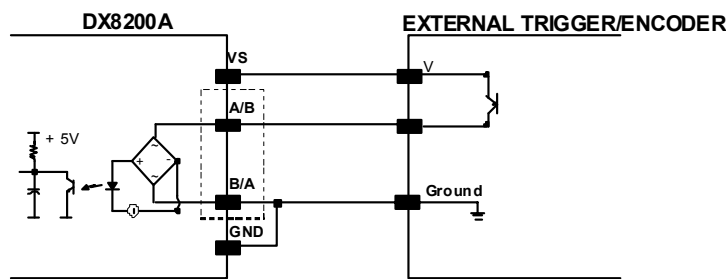 DX8200A
EXTERNAL TRIGGER/ENCODER
VS
V
A/B
+ 5V
~
+
-
~
B/A
Ground
GND